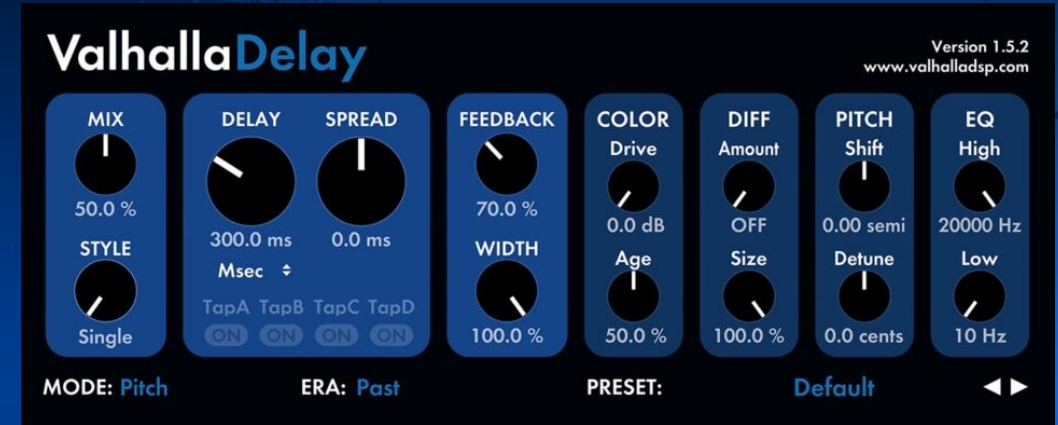 ValhallaDelay
Version 1.5.2
www.valhalladsp.com
MIX
50.0 %
STYLE
Single
DELAY SPREAD
300.0 ms 0.0 ms
Msec
TapA TapB TapC TapD
ON ON ON ON
FEEDBACK
70.0 %
WIDTH
100.0 %
COLOR
Drive
0.0 dB
Age
50.0 %
DIFF
Amount
OFF
Size
100.0 %
PITCH
Shift
0.00 semi
Detune
0.0 cents
EQ
High
20000 Hz
Low
10 Hz
MODE: Pitch ERA: Past PRESET: Default